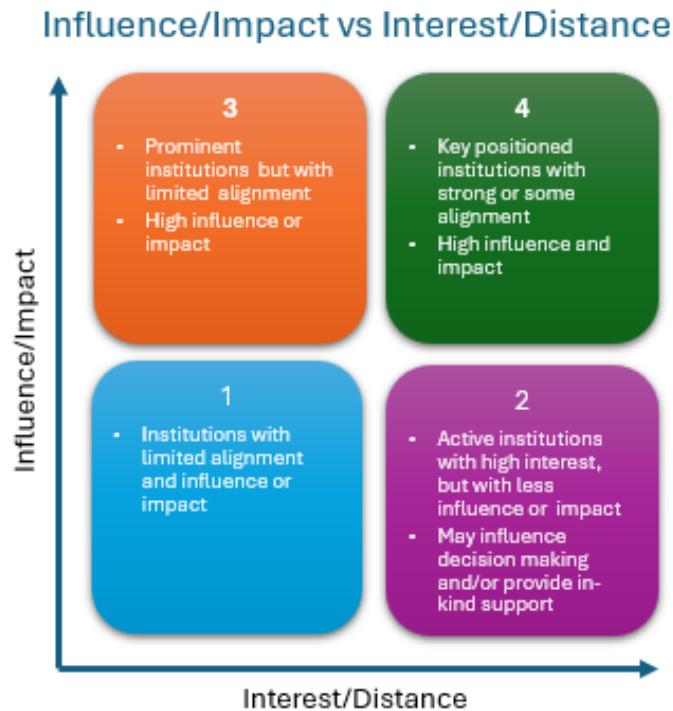 Influence/Impact vs Interest/Distance
Influence/Impact
3
▪ Prominent
institutions but with
limited alignment
▪ High influence or
impact
4
▪ Key positioned
institutions with
strong or some
alignment
▪ High influence and
impact
1
▪ Institutions with
limited alignment
and influence or
impact
2
▪ Active institutions
with high interest,
but with less
influence or impact
▪ May influence
decision making
and/or provide in-
kind support
Interest/Distance